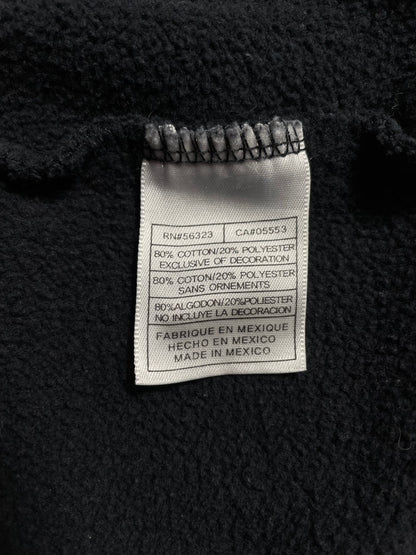 RN#56323 CA#05553
80% COTTON/20% POLYESTER
EXCLUSIVE OF DECORATION
80% COTON/20% POLYESTER
SANS ORNEMENTS
80%ALGODON/20%POLIESTER
NO INCLUYE LA DECORACION
FABRIQUE EN MEXIQUE
HECHO EN MEXICO
MADE IN MEXICO